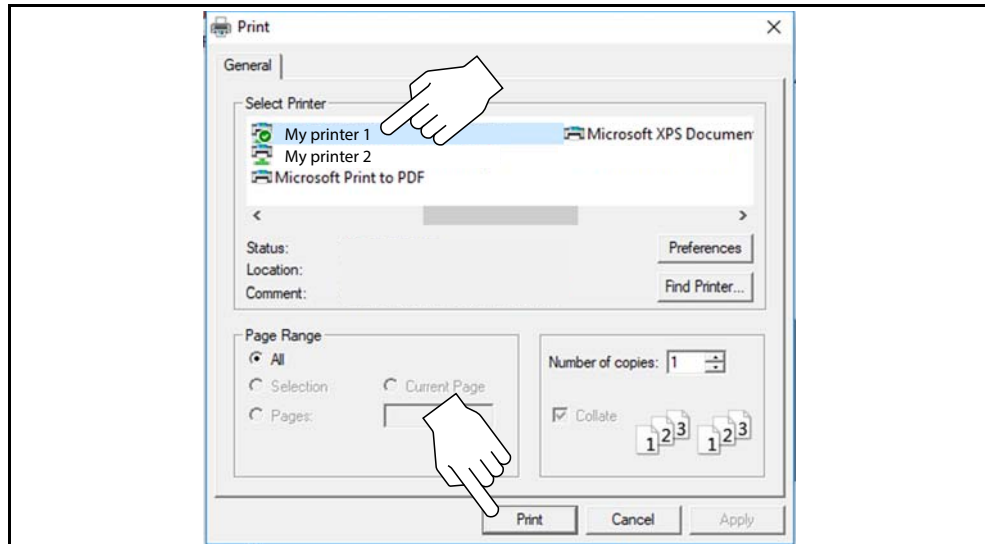 Print
General
Select Printer
My printer 1 Microsoft XPS Documen
My printer 2
Microsoft Print to PDF
Status: Preferences
Location:
Comment: Find Printer...
Page Range
All Number of copies: 1
Selection Current Page
Pages: Collate
1 2 3 1 2 3
Print Cancel Apply